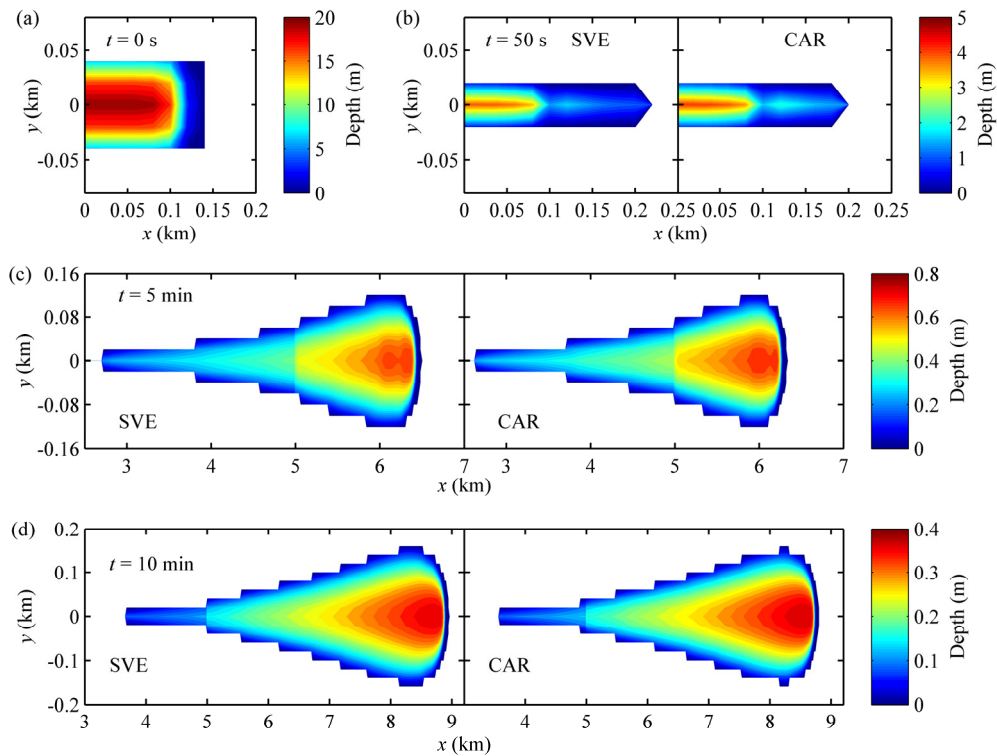 (a)
t = 0 s
0.05
0
-0.05
y (km)
0 0.05 0.1 0.15 0.2
x (km)
20
15
10
5
0
Depth (m)
(b)
t = 50 s SVE CAR
0.05
0
-0.05
y (km)
0 0.05 0.1 0.15 0.2 0.25 0.05 0.1 0.15 0.2 0.25
x (km)
5
4
3
2
1
0
Depth (m)
(c)
t = 5 min
0.16
0.08
0
-0.08
-0.16
y (km)
SVE CAR
3 4 5 6 7 3 4 5 6 7
x (km)
0.8
0.6
0.4
0.2
0
Depth (m)
(d)
t = 10 min
0.2
0.1
0
-0.1
-0.2
y (km)
SVE CAR
3 4 5 6 7 8 9 4 5 6 7 8 9
x (km)
0.4
0.3
0.2
0.1
0
Depth (m)